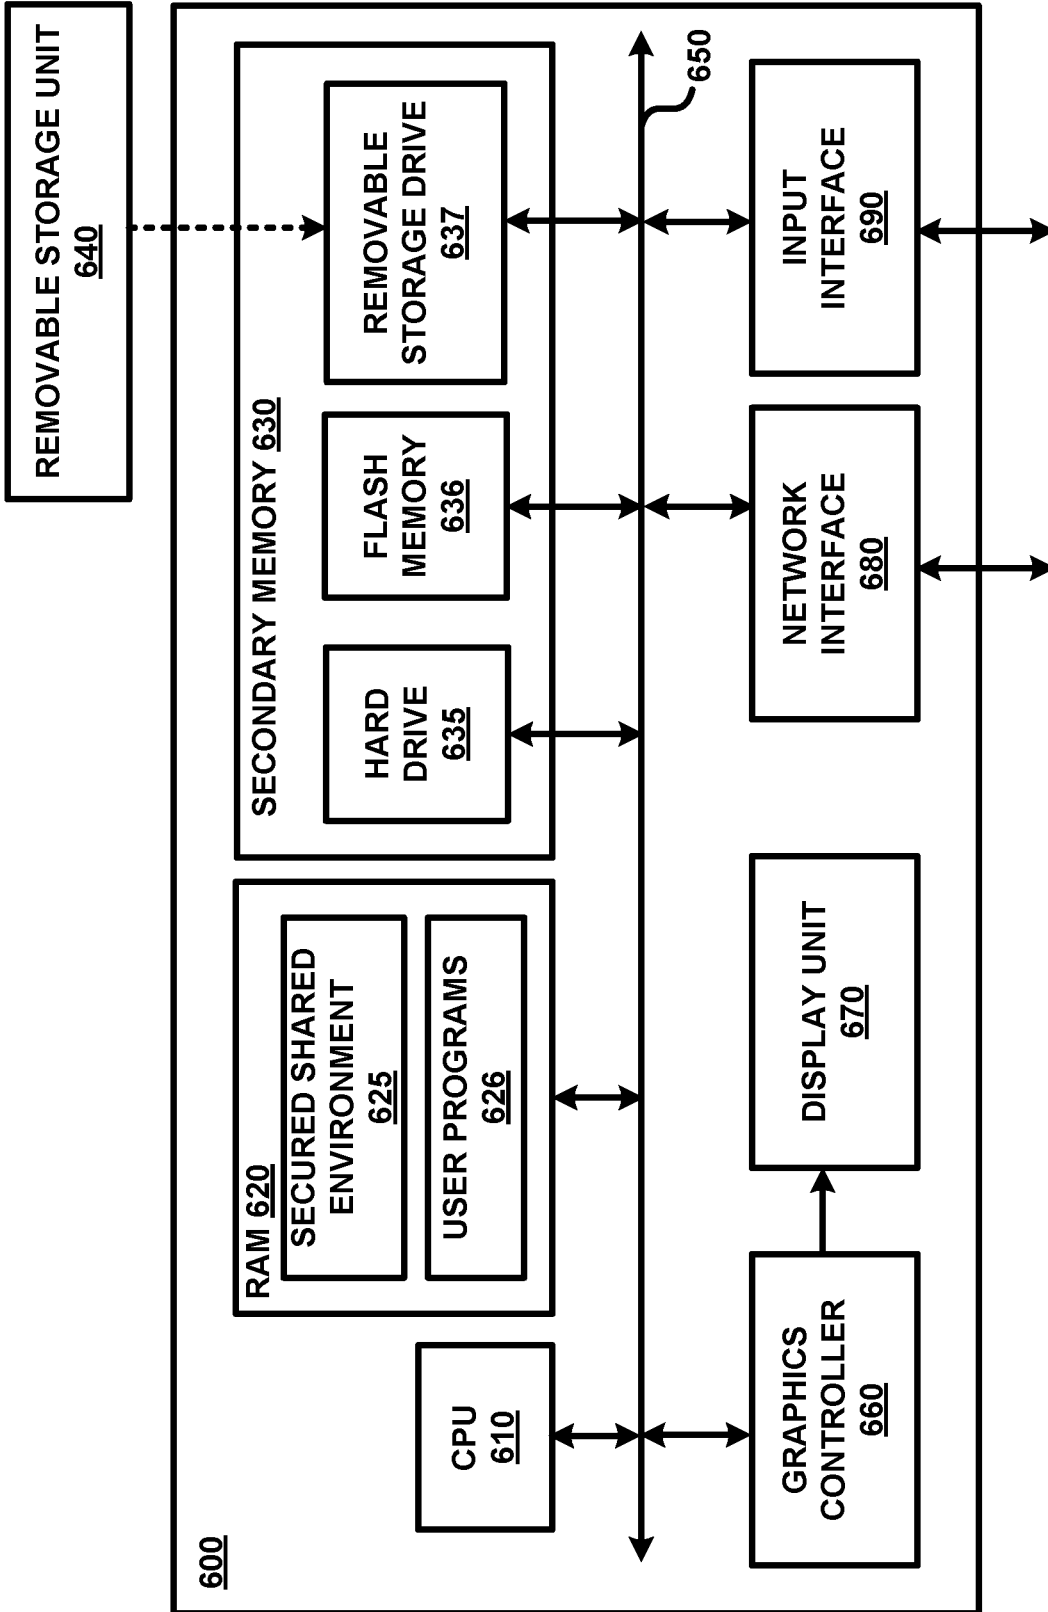 600
REMOVABLE STORAGE UNIT
640
CPU
610
RAM 620
SECURED SHARED
ENVIRONMENT
625
USER PROGRAMS
626
SECONDARY MEMORY 630
HARD
DRIVE
635
FLASH
MEMORY
636
REMOVABLE
STORAGE DRIVE
637
650
GRAPHICS
CONTROLLER
660
DISPLAY UNIT
670
NETWORK
INTERFACE
680
INPUT
INTERFACE
690